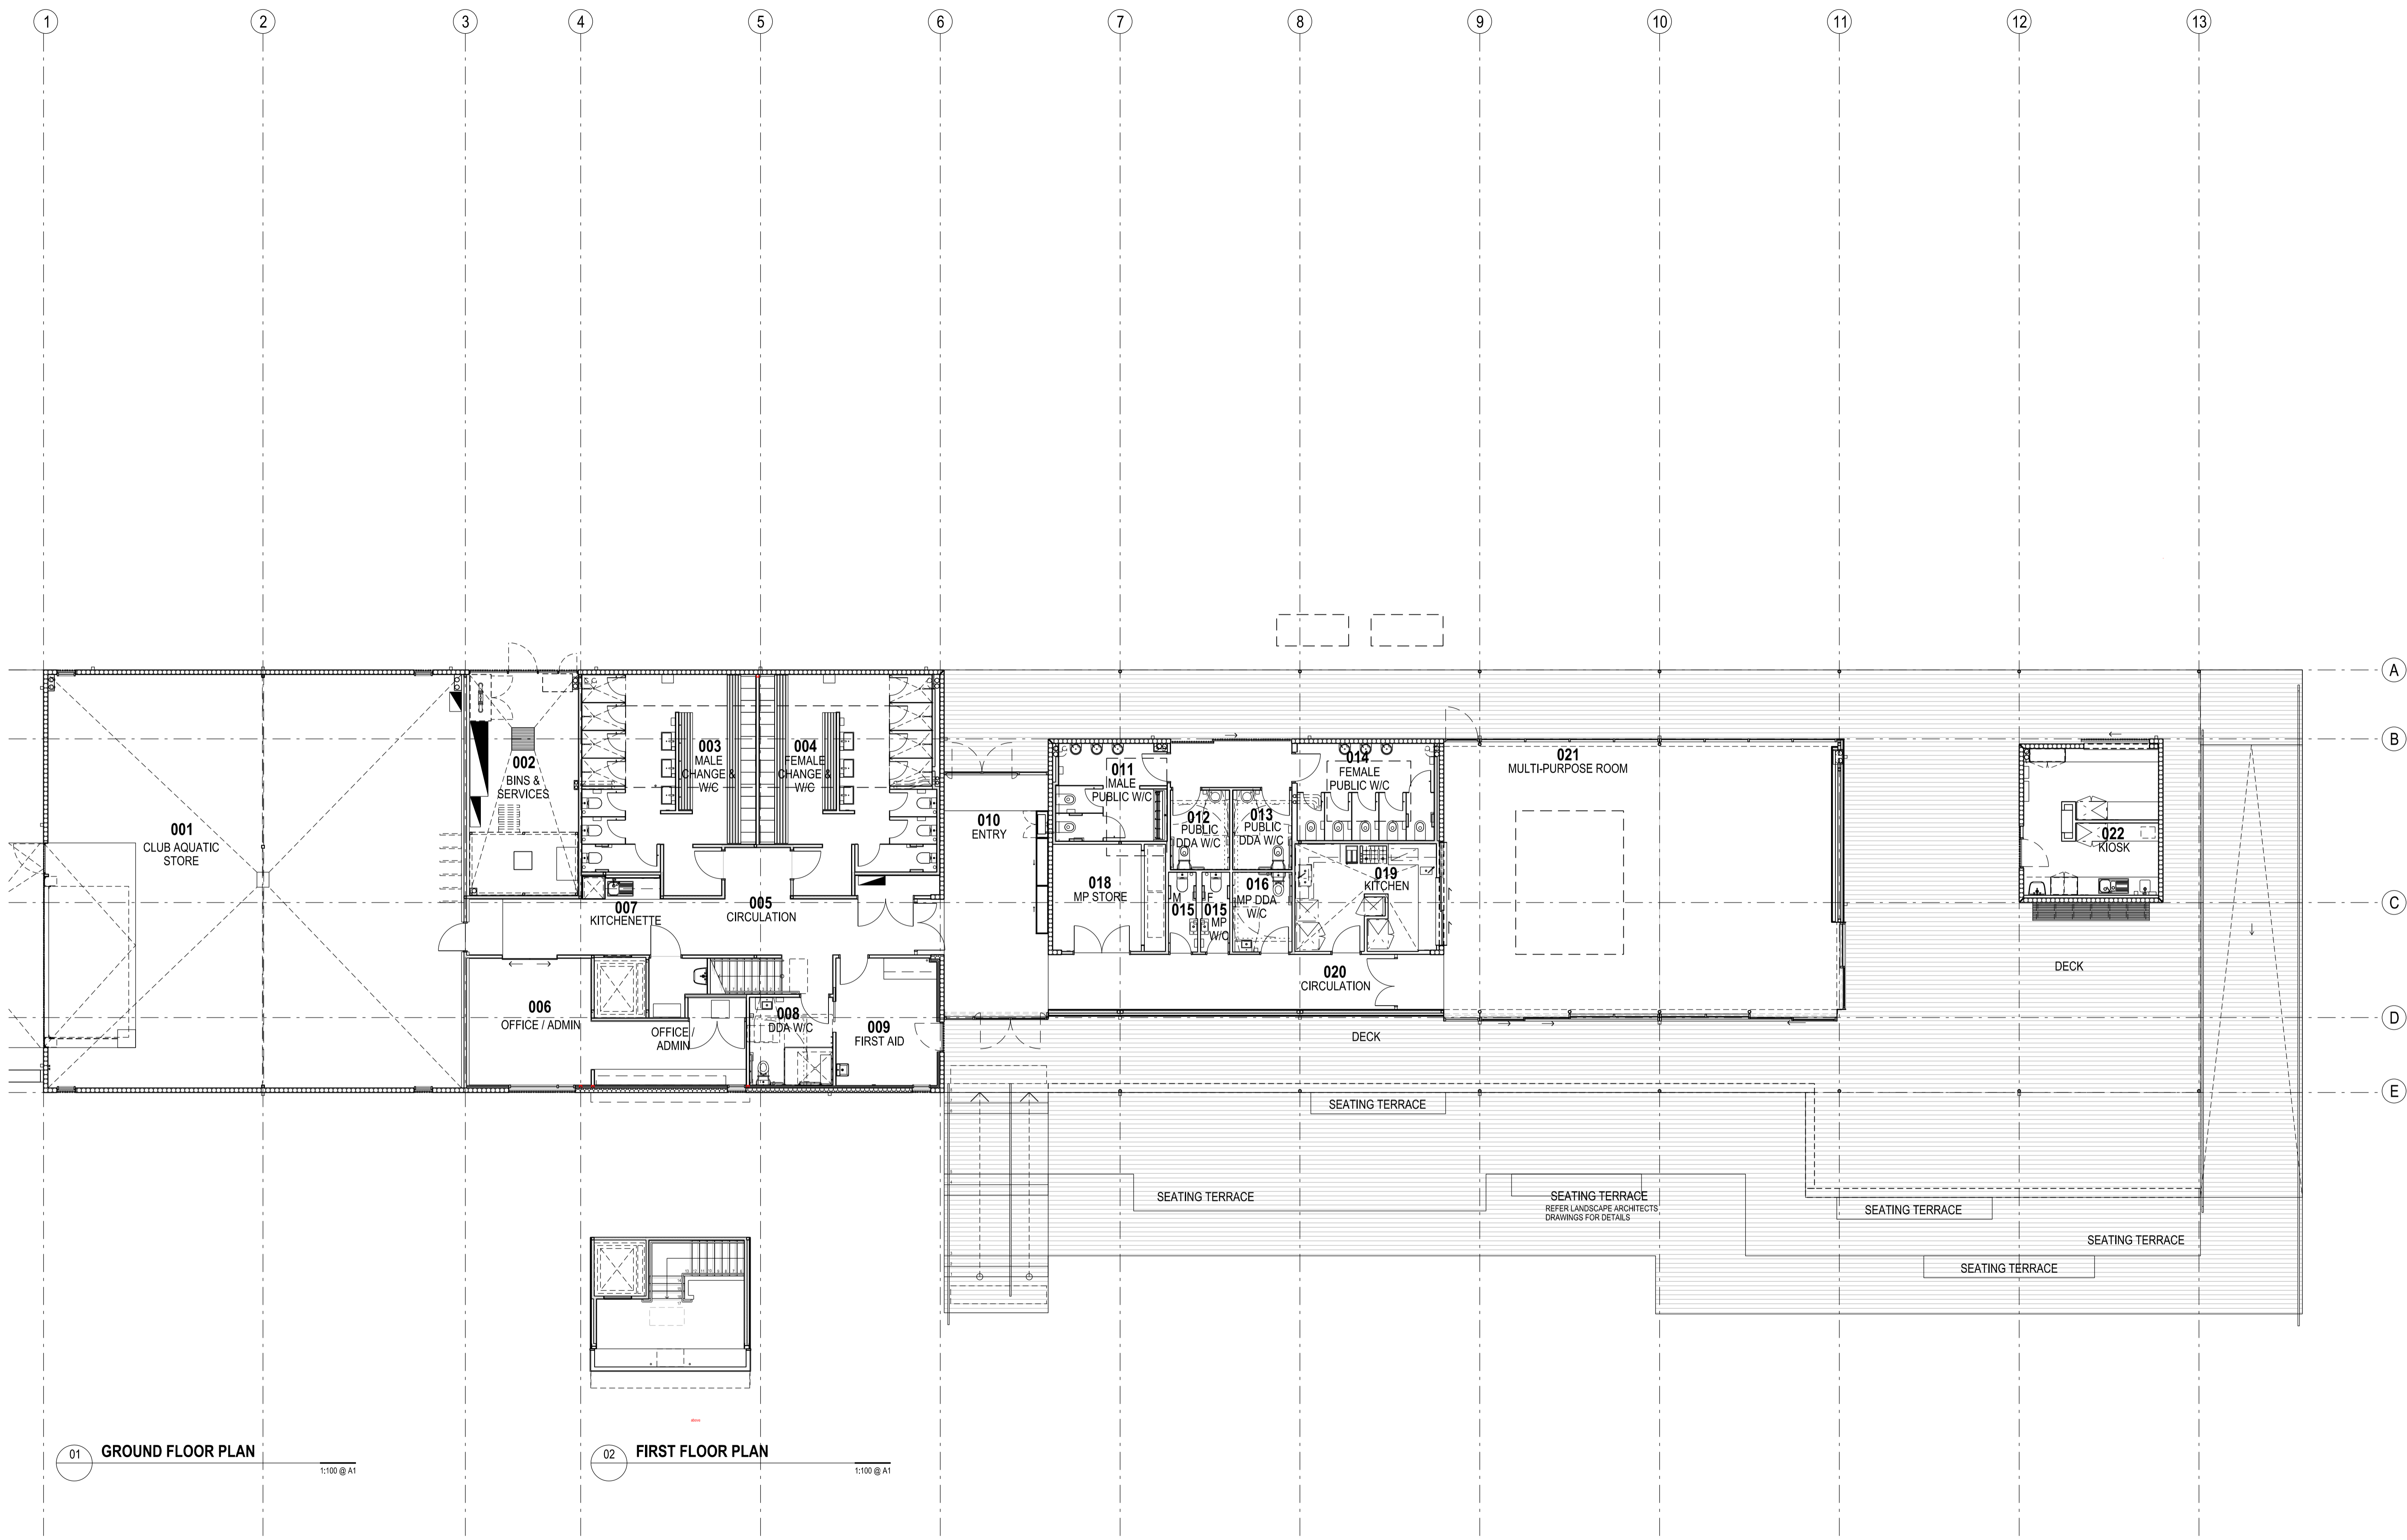 1 2 3 4 5 6 7 8 9 10 11 12 13
A
B
C
D
E
001
CLUB AQUATIC
STORE
002
BINS &
SERVICES
003
MALE
CHANGE &
W/C
004
FEMALE
CHANGE &
W/C
005
CIRCULATION
006
OFFICE / ADMIN
007
KITCHENETTE
OFFICE /
ADMIN
008
DDA W/C
009
FIRST AID
010
ENTRY
011
MALE
PUBLIC W/C
012
PUBLIC
DDA W/C
013
PUBLIC
DDA W/C
014
FEMALE
PUBLIC W/C
018
MP STORE
M
015
F
015
MP
W/C
016
MP DDA
W/C
019
KITCHEN
020
CIRCULATION
021
MULTI-PURPOSE ROOM
022
KIOSK
DECK
DECK
SEATING TERRACE
SEATING TERRACE
SEATING TERRACE
REFER LANDSCAPE ARCHITECTS
DRAWINGS FOR DETAILS
SEATING TERRACE
SEATING TERRACE
SEATING TERRACE
01 GROUND FLOOR PLAN
1:100 @ A1
02 FIRST FLOOR PLAN
1:100 @ A1